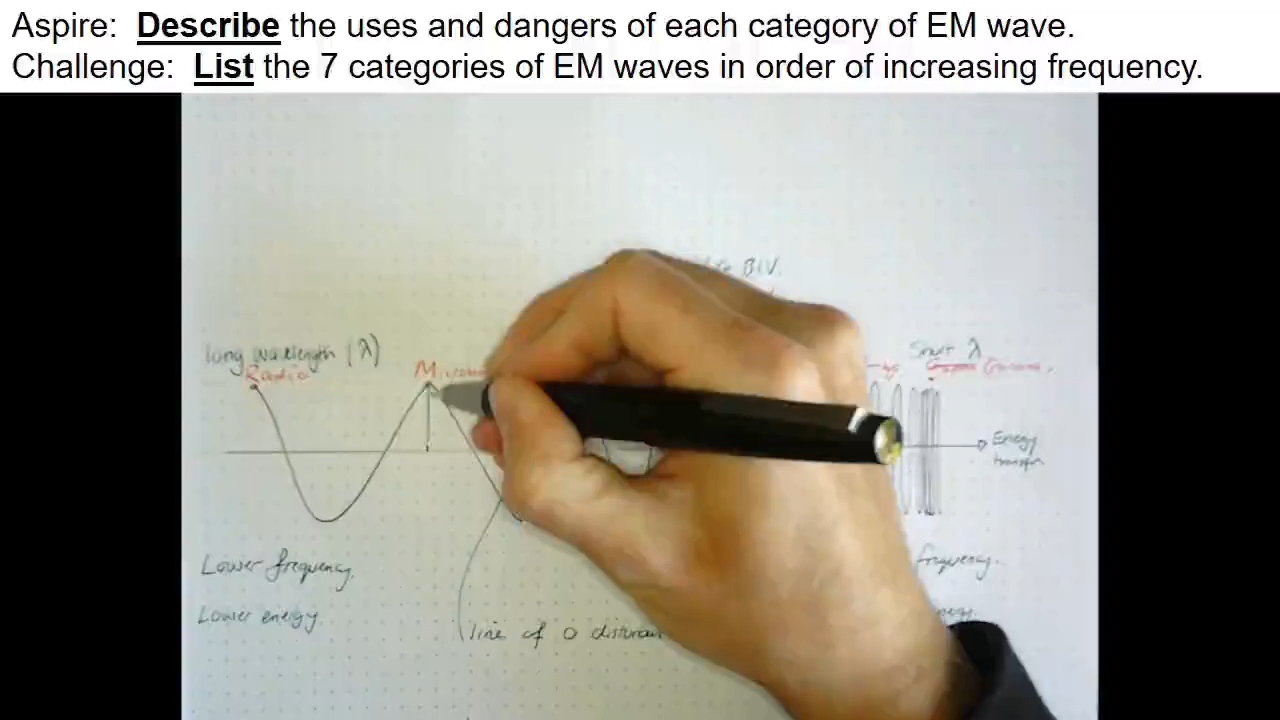 Aspire: Describe the uses and dangers of each category of EM wave.
Challenge: List the 7 categories of EM waves in order of increasing frequency.
BIV.
long wavelength (λ)
Short λ
Radio
Gamma.
Energy
Lower frequency.
frequency.
Lower energy.
line of 0